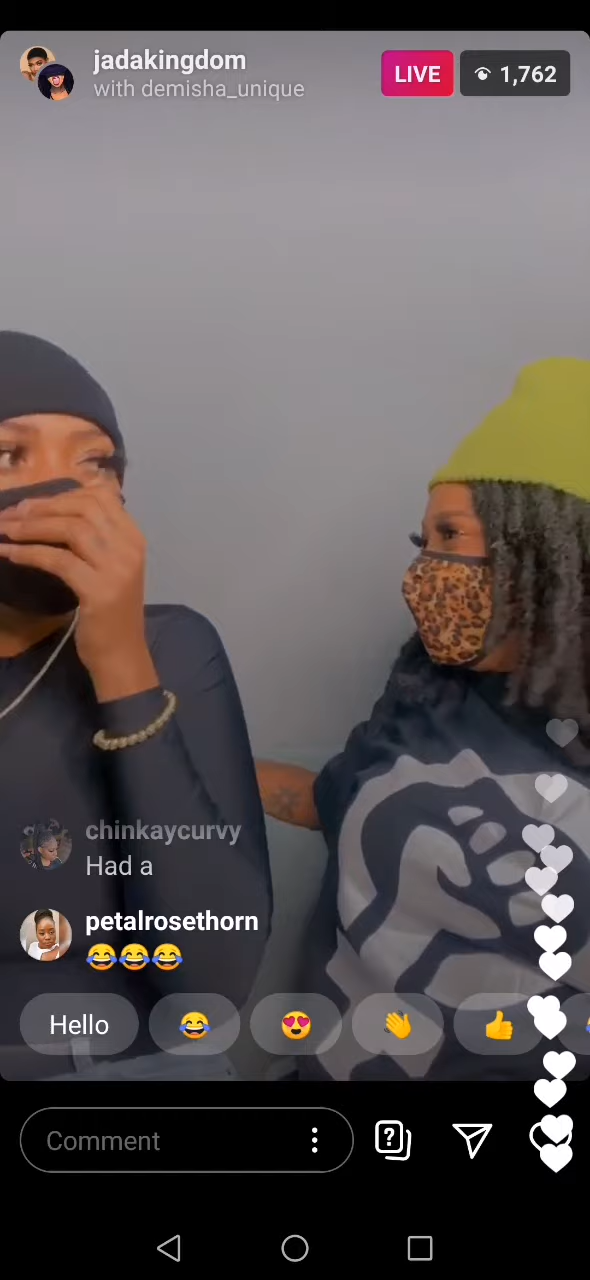 jadakingdom
with demisha_unique
LIVE
1,762
chinkaycurvy
Had a
petalrosethorn
😂😂😂
Hello 😂 😍 👋 👍
Comment